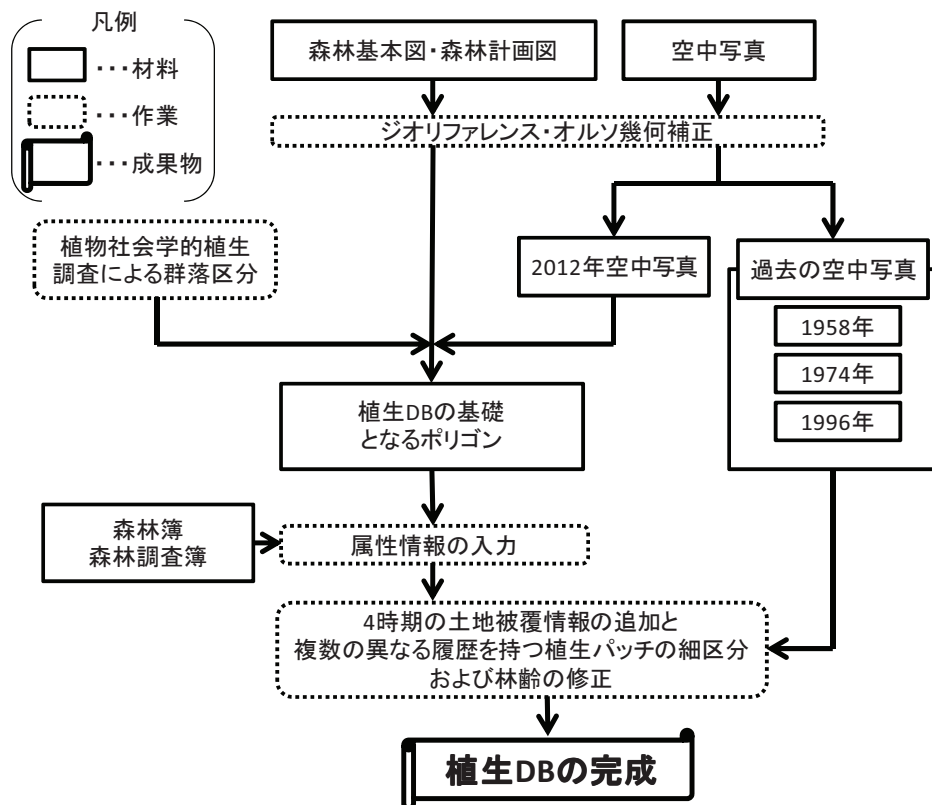 凡例
・・・材料
・・・作業
・・・成果物
森林基本図・森林計画図
空中写真
ジオリファレンス・オルソ幾何補正
植物社会学的植生
調査による群落区分
2012年空中写真
過去の空中写真
1958年
1974年
1996年
植生DBの基礎
となるポリゴン
森林簿
森林調査簿
属性情報の入力
4時期の土地被覆情報の追加と
複数の異なる履歴を持つ植生パッチの細区分
および林齢の修正
植生DBの完成